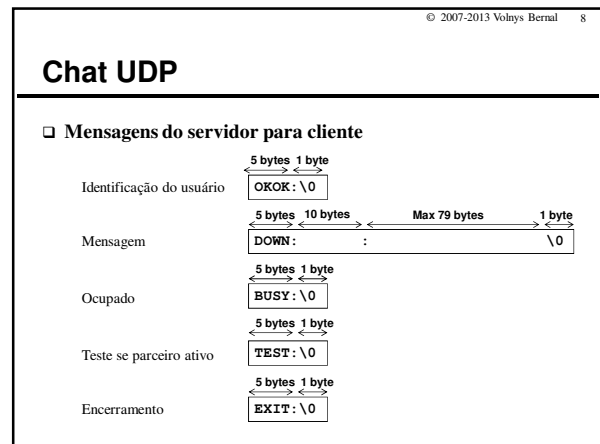 © 2007-2013 Volnys Bernal 8
Chat UDP
❑ Mensagens do servidor para cliente
5 bytes 1 byte
Identificação do usuário OKOK:\0
5 bytes 10 bytes Max 79 bytes 1 byte
Mensagem DOWN: : \0
5 bytes 1 byte
Ocupado BUSY:\0
5 bytes 1 byte
Teste se parceiro ativo TEST:\0
5 bytes 1 byte
Encerramento EXIT:\0